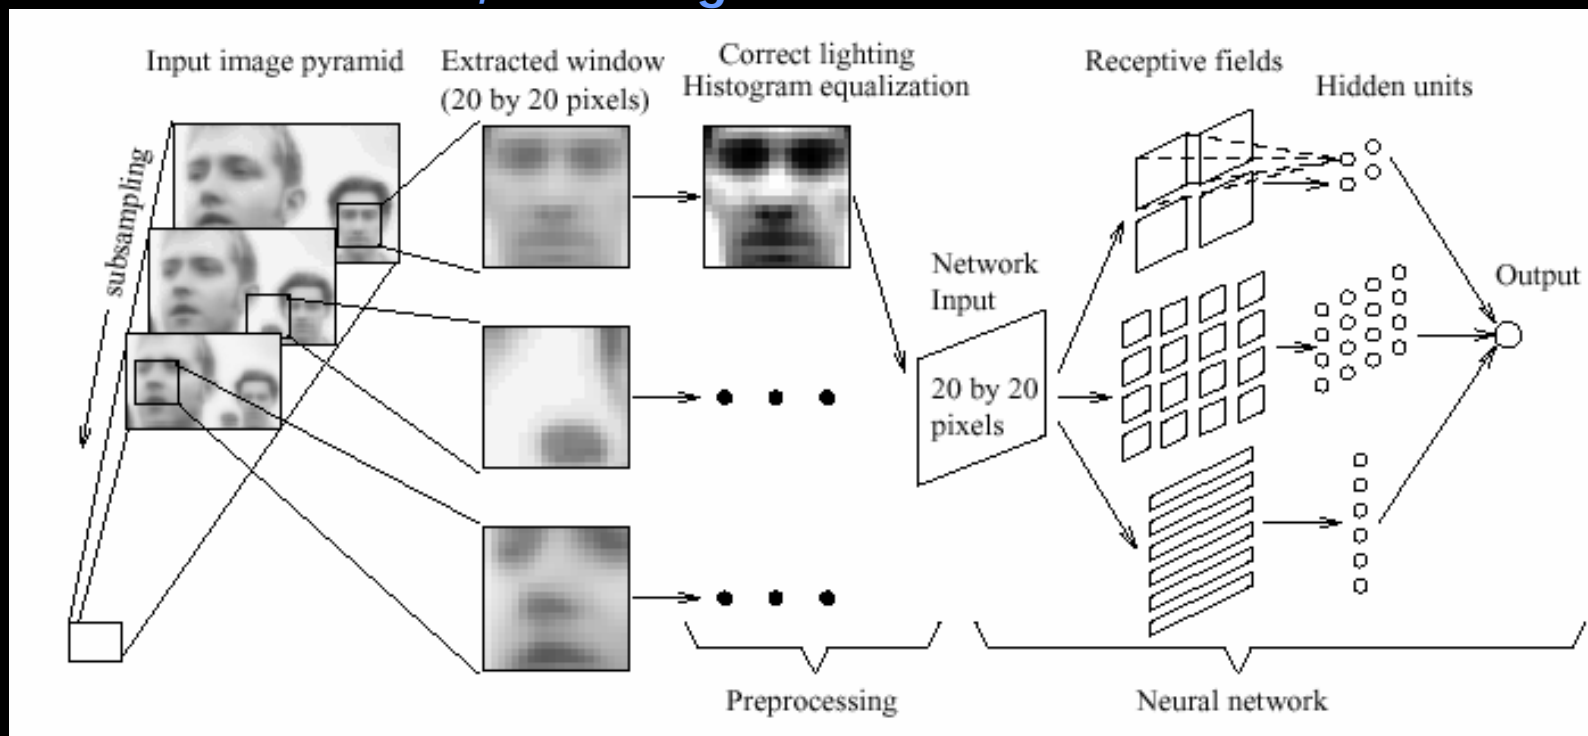 Input image pyramid
Extracted window
(20 by 20 pixels)
Correct lighting
Histogram equalization
Receptive fields
Hidden units
subsampling
Network
Input
20 by 20
pixels
Output
Preprocessing
Neural network